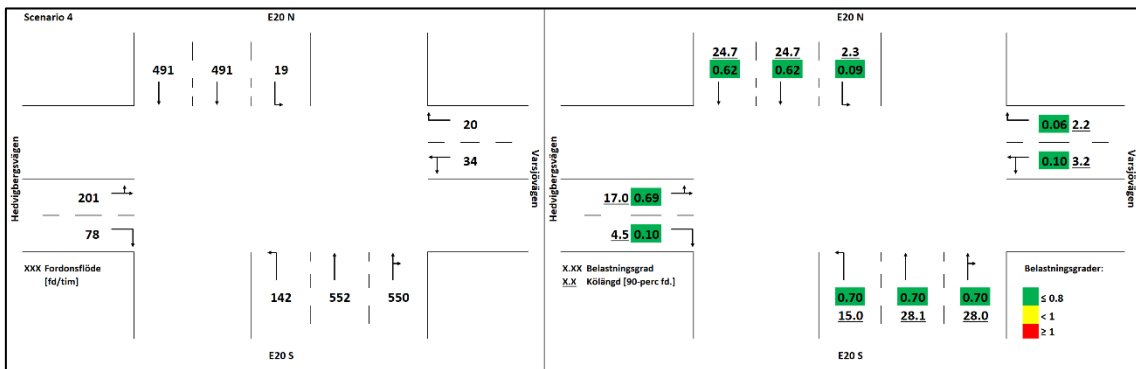 Scenario 4
E20 N
491 491 19
20
34
Hedvigbergsvägen
Varsjövägen
201
78
XXX Fordonsflöde
[fd/tim]
142 552 550
E20 S
E20 N
24.7 24.7 2.3
0.62 0.62 0.09
0.06 2.2
0.10 3.2
Hedvigbergsvägen
Varsjövägen
17.0 0.69
4.5 0.10
X.XX Belastningsgrad
X.X Kölängd [90-perc fd.]
0.70 0.70 0.70
15.0 28.1 28.0
Belastningsgrader:
≤ 0.8
< 1
≥ 1
E20 S